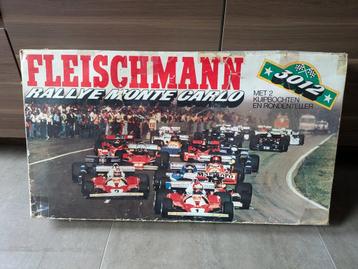 FLEISCHMANN
RALLYE MONTE CARLO
3012
MET 2
KUIPBOCHTEN
EN RONDENTELLER